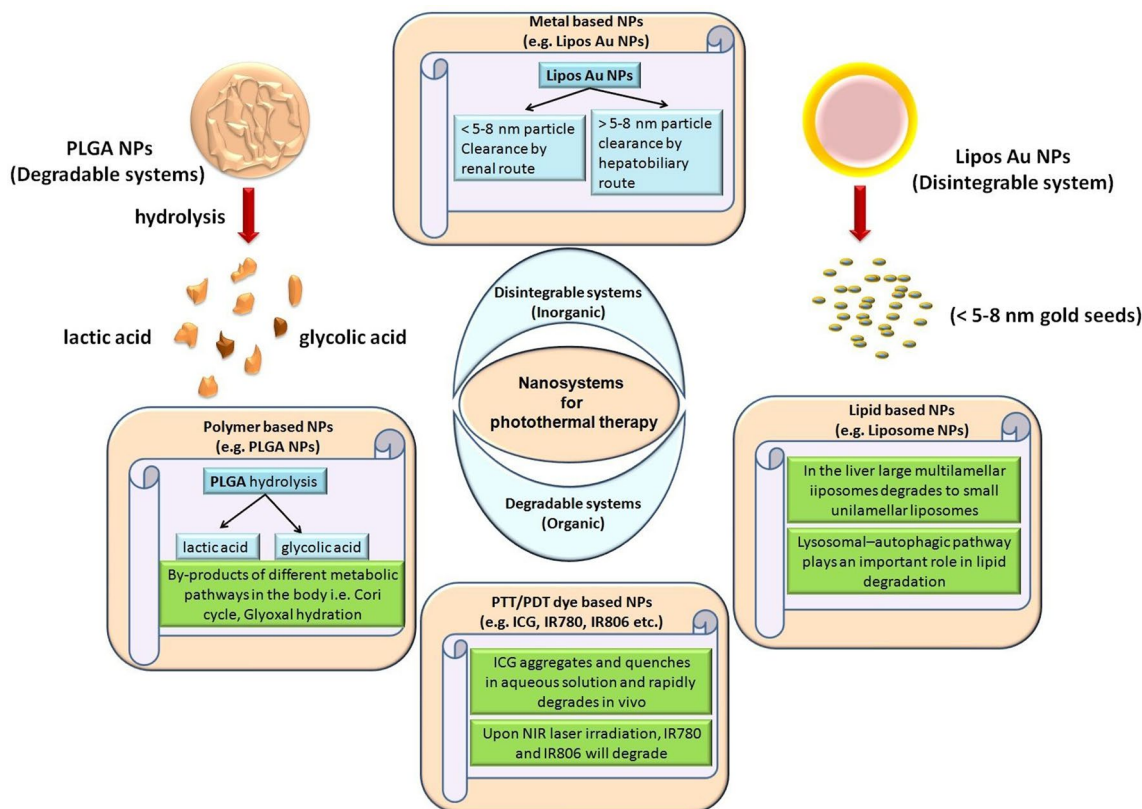 Metal based NPs
(e.g. Lipos Au NPs)
Lipos Au NPs
< 5-8 nm particle
Clearance by
renal route
> 5-8 nm particle
clearance by
hepatobiliary
route
PLGA NPs
(Degradable systems)
hydrolysis
lactic acid
glycolic acid
Lipos Au NPs
(Disintegrable system)
(< 5-8 nm gold seeds)
Disintegrable systems
(Inorganic)
Nanosystems
for
photothermal therapy
Degradable systems
(Organic)
Polymer based NPs
(e.g. PLGA NPs)
PLGA hydrolysis
lactic acid
glycolic acid
By-products of different metabolic
pathways in the body i.e. Cori
cycle, Glyoxal hydration
Lipid based NPs
(e.g. Liposome NPs)
In the liver large multilamellar
iiposomes degrades to small
unilamellar liposomes
Lysosomal–autophagic pathway
plays an important role in lipid
degradation
PTT/PDT dye based NPs
(e.g. ICG, IR780, IR806 etc.)
ICG aggregates and quenches
in aqueous solution and rapidly
degrades in vivo
Upon NIR laser irradiation, IR780
and IR806 will degrade